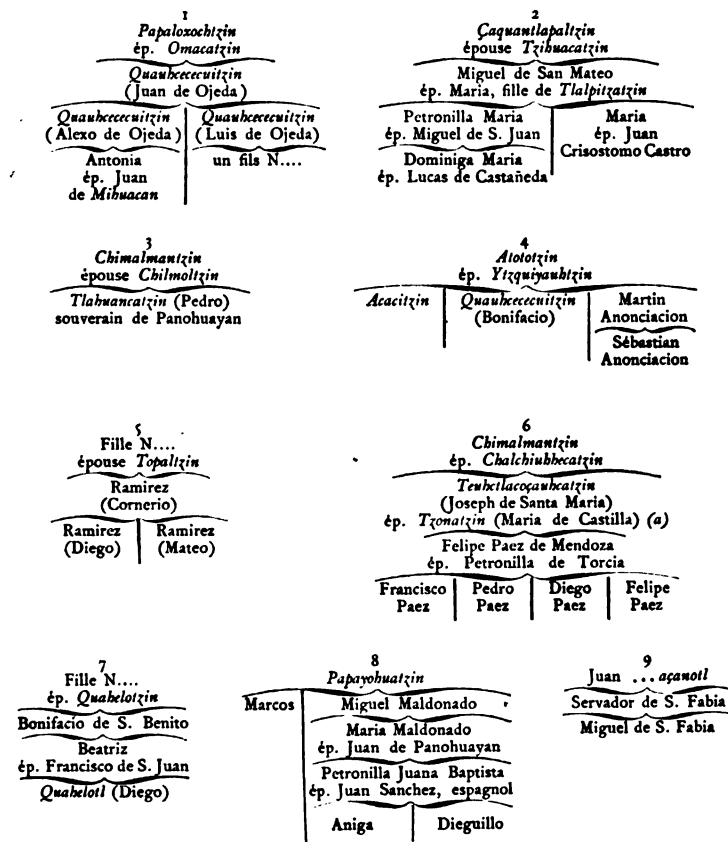 1
Papaloxochtzin
ép. Omacatzin
Quauhcececuitzin
(Juan de Ojeda)
Quauhcececuitzin
(Alexo de Ojeda)
Antonia
ép. Juan
de Mihuacan
Quauhcececuitzin
(Luis de Ojeda)
un fils N....
2
Çaquantlapaltzin
épouse Tzihuacatzin
Miguel de San Mateo
ép. Maria, fille de Tlalpitzatzin
Petronilla Maria
ép. Miguel de S. Juan
Dominiga Maria
ép. Lucas de Castañeda
Maria
ép. Juan
Crisostomo Castro
3
Chimalmantzin
épouse Chilmoltzin
Tlahuancatzin (Pedro)
souverain de Panohuayan
4
Atototzin
ép. Ytzquiyauhtzin
Acacitzin
Quauhcececuitzin
(Bonifacio)
Martin
Anonciacion
Sébastian
Anonciacion
5
Fille N....
épouse Topaltzin
Ramirez
(Cornerio)
Ramirez
(Diego)
Ramirez
(Mateo)
6
Chimalmantzin
ép. Chalchiuhhecatzin
Teuhctlacoçauhcatzin
(Joseph de Santa Maria)
ép. Tzonatzin (Maria de Castilla) (a)
Felipe Paez de Mendoza
ép. Petronilla de Torcia
Francisco
Paez
Pedro
Paez
Diego
Paez
Felipe
Paez
7
Fille N....
ép. Quahelotzin
Bonifacio de S. Benito
Beatriz
ép. Francisco de S. Juan
Quahelotl (Diego)
8
Papayohuatzin
Marcos
Miguel Maldonado
Maria Maldonado
ép. Juan de Panohuayan
Petronilla Juana Baptista
ép. Juan Sanchez, espagnol
Aniga
Dieguillo
9
Juan ...açanotl
Servador de S. Fabia
Miguel de S. Fabia